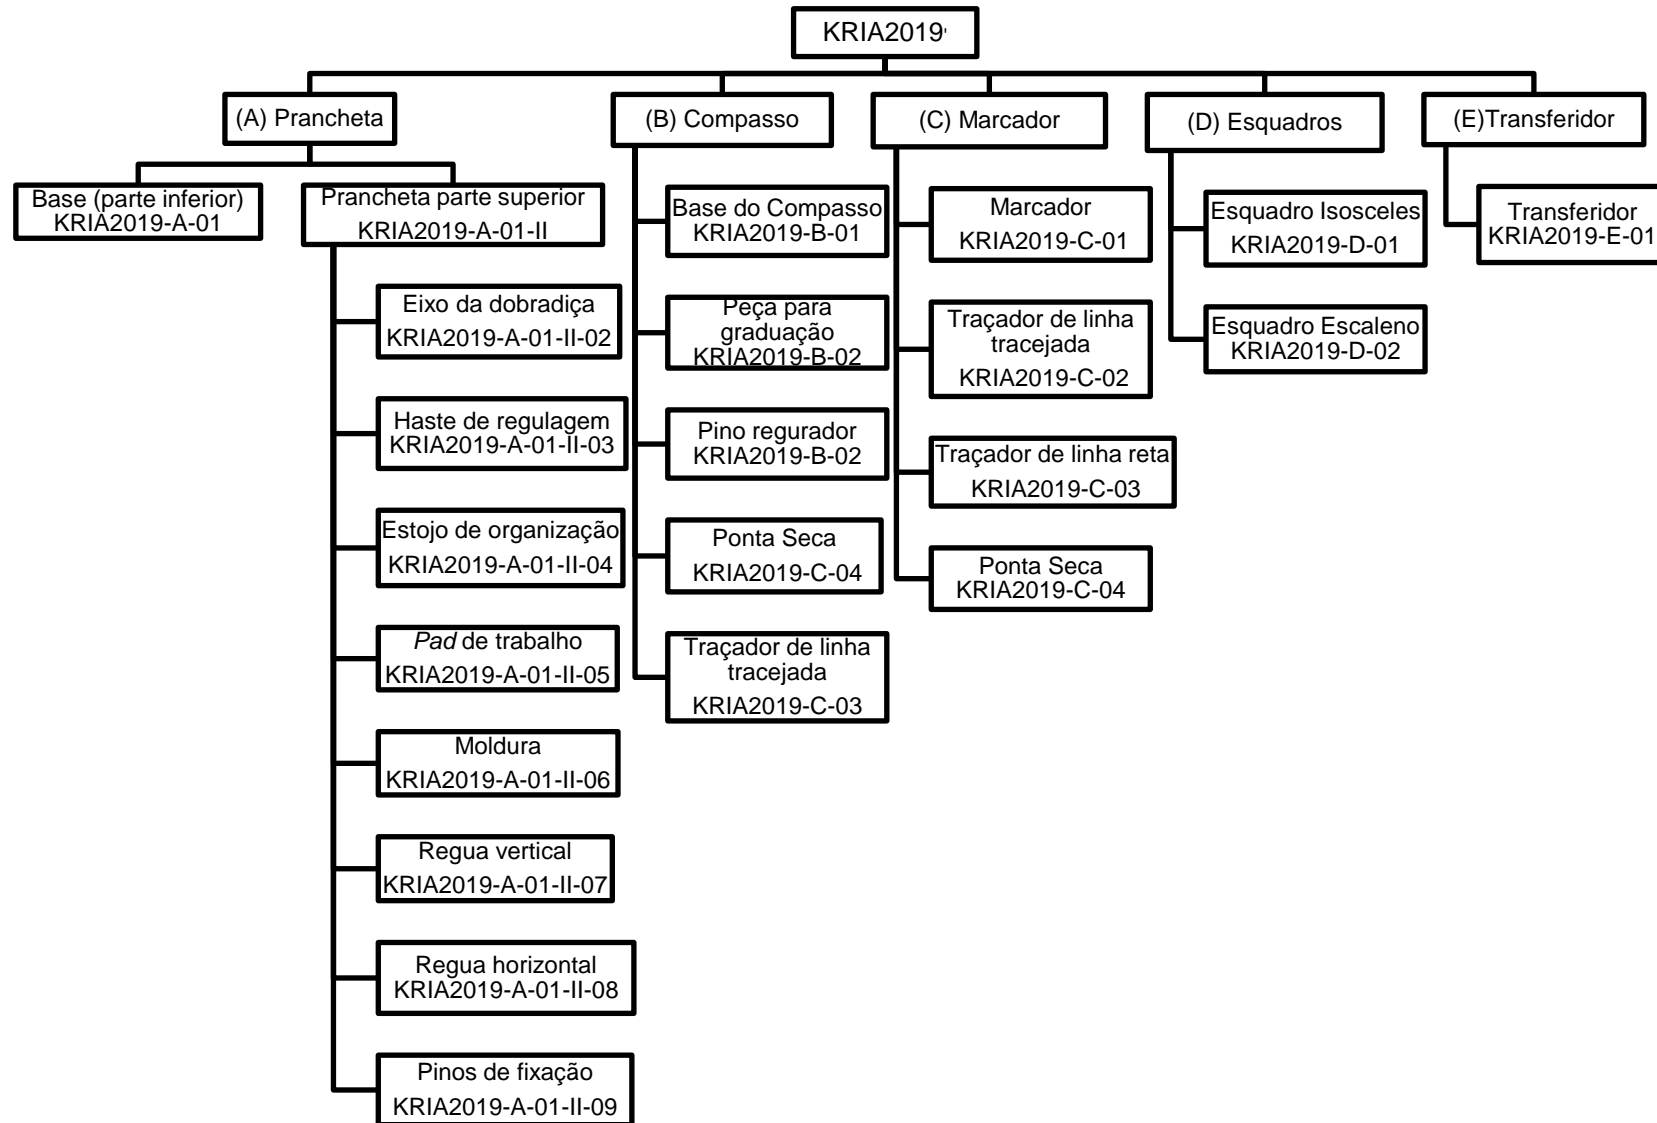 KRIA2019'
(A) Prancheta
(B) Compasso
(C) Marcador
(D) Esquadros
(E)Transferidor
Base (parte inferior)
KRIA2019-A-01
Prancheta parte superior
KRIA2019-A-01-II
Eixo da dobradiça
KRIA2019-A-01-II-02
Haste de regulagem
KRIA2019-A-01-II-03
Estojo de organização
KRIA2019-A-01-II-04
Pad de trabalho
KRIA2019-A-01-II-05
Moldura
KRIA2019-A-01-II-06
Regua vertical
KRIA2019-A-01-II-07
Regua horizontal
KRIA2019-A-01-II-08
Pinos de fixação
KRIA2019-A-01-II-09
Base do Compasso
KRIA2019-B-01
Peça para
graduação
KRIA2019-B-02
Pino regurador
KRIA2019-B-02
Ponta Seca
KRIA2019-C-04
Traçador de linha
tracejada
KRIA2019-C-03
Marcador
KRIA2019-C-01
Traçador de linha
tracejada
KRIA2019-C-02
Traçador de linha reta
KRIA2019-C-03
Ponta Seca
KRIA2019-C-04
Esquadro Isosceles
KRIA2019-D-01
Esquadro Escaleno
KRIA2019-D-02
Transferidor
KRIA2019-E-01